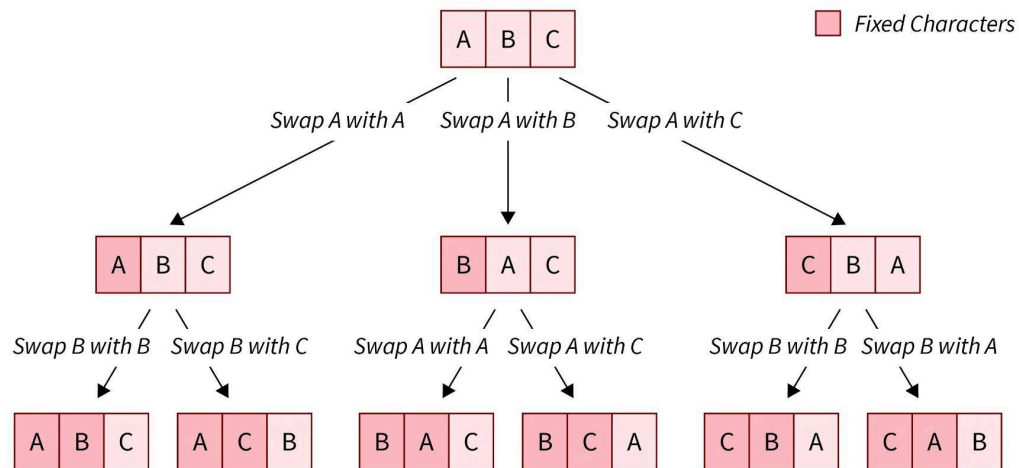 A B C
Fixed Characters
Swap A with A Swap A with B Swap A with C
A B C B A C C B A
Swap B with B Swap B with C Swap A with A Swap A with C Swap B with B Swap B with A
A B C A C B B A C B C A C B A C A B